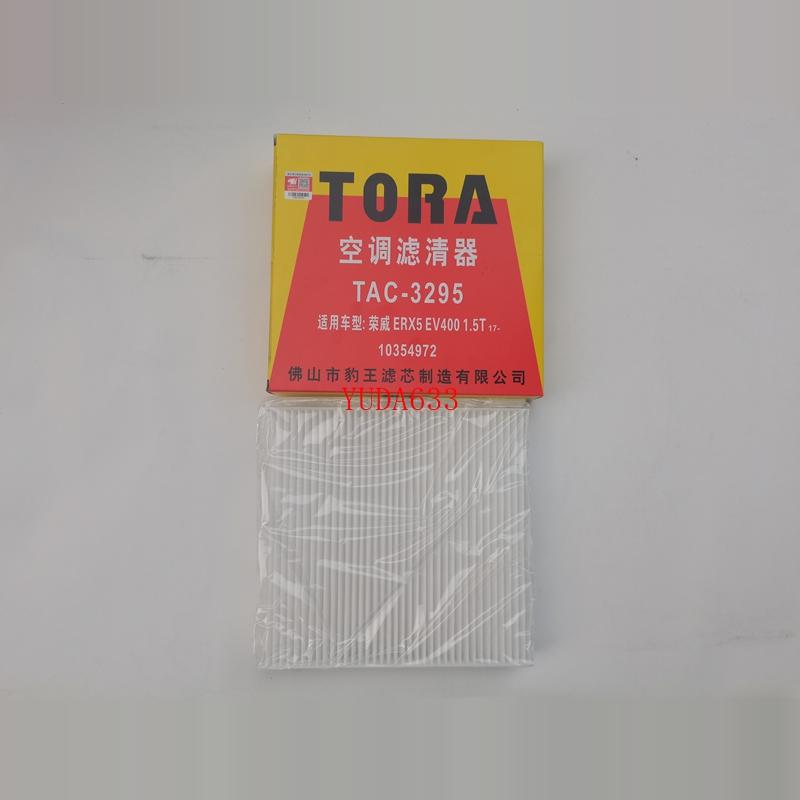 TORA
空调滤清器
TAC-3295
适用车型: 荣威 ERX5 EV400 1.5T 17-
10354972
佛山市豹王滤芯制造有限公司
YUDA633